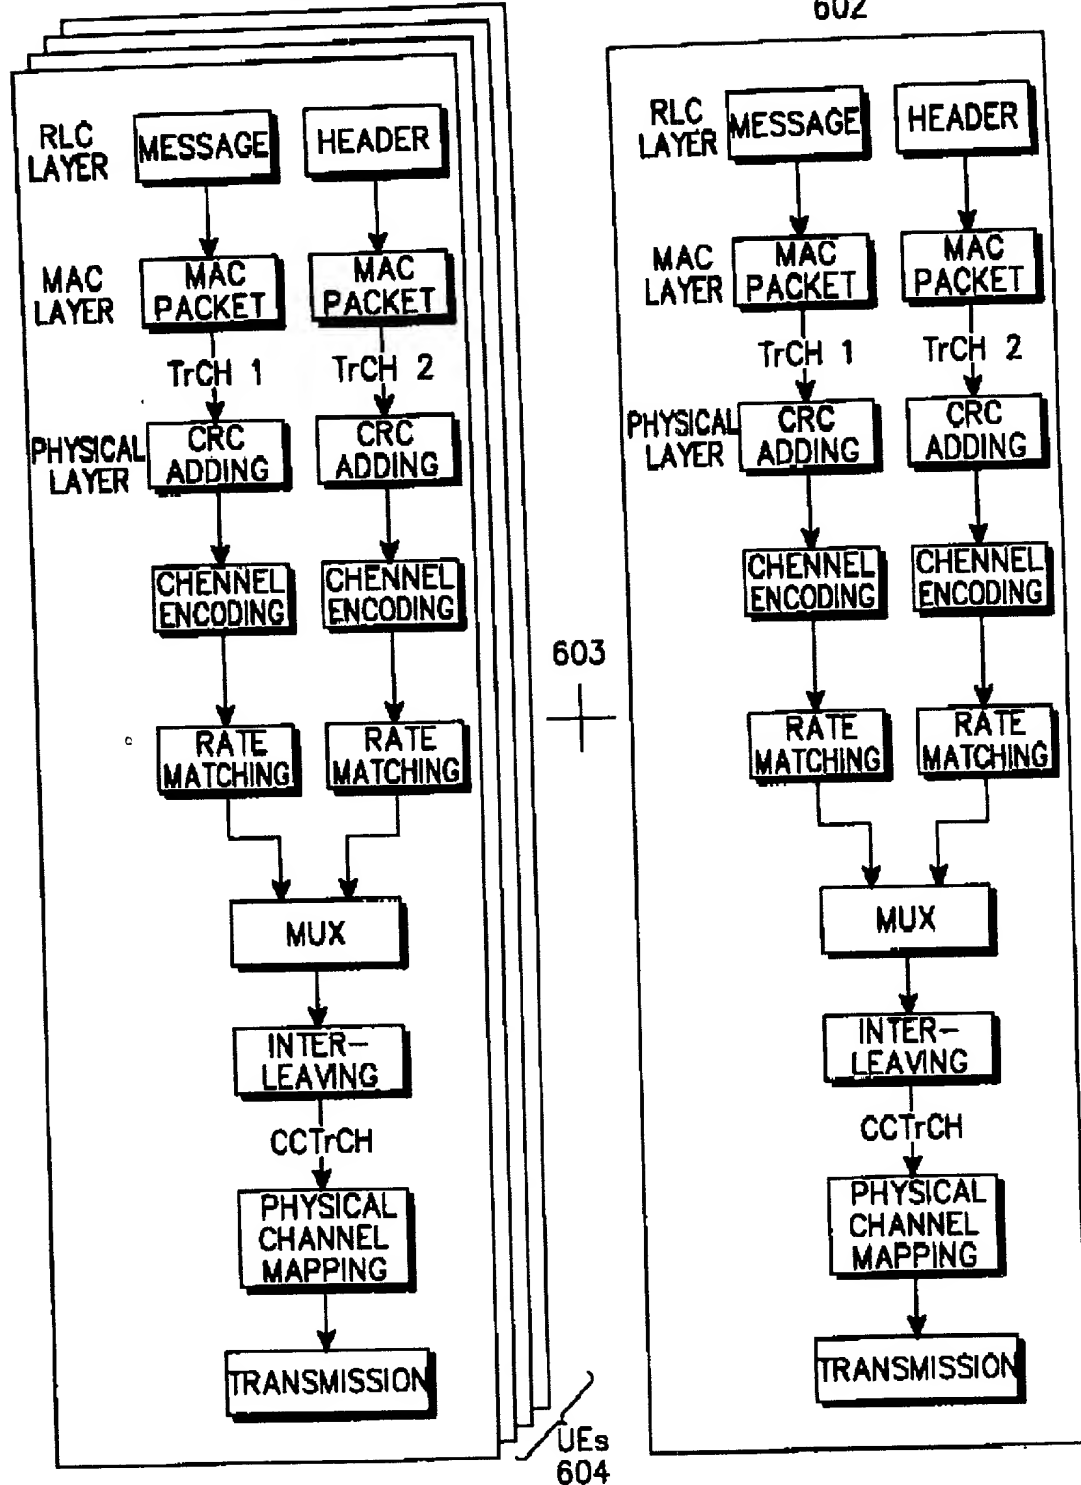 602
RLC
LAYER
MESSAGE
HEADER
MAC
LAYER
MAC
PACKET
MAC
PACKET
TrCH 1
TrCH 2
PHYSICAL
LAYER
CRC
ADDING
CRC
ADDING
CHENNEL
ENCODING
CHENNEL
ENCODING
RATE
MATCHING
RATE
MATCHING
MUX
INTER-
LEAVING
CCTrCH
PHYSICAL
CHANNEL
MAPPING
TRANSMISSION
603
UEs
604
RLC
LAYER
MESSAGE
HEADER
MAC
LAYER
MAC
PACKET
MAC
PACKET
TrCH 1
TrCH 2
PHYSICAL
LAYER
CRC
ADDING
CRC
ADDING
CHENNEL
ENCODING
CHENNEL
ENCODING
RATE
MATCHING
RATE
MATCHING
MUX
INTER-
LEAVING
CCTrCH
PHYSICAL
CHANNEL
MAPPING
TRANSMISSION